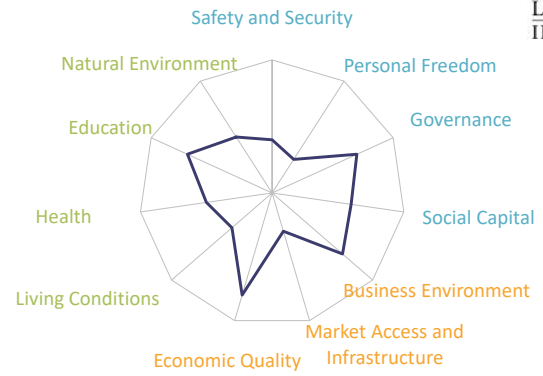 Safety and Security
Natural Environment
Personal Freedom
Education
Governance
Health
Social Capital
Living Conditions
Business Environment
Market Access and
Infrastructure
Economic Quality